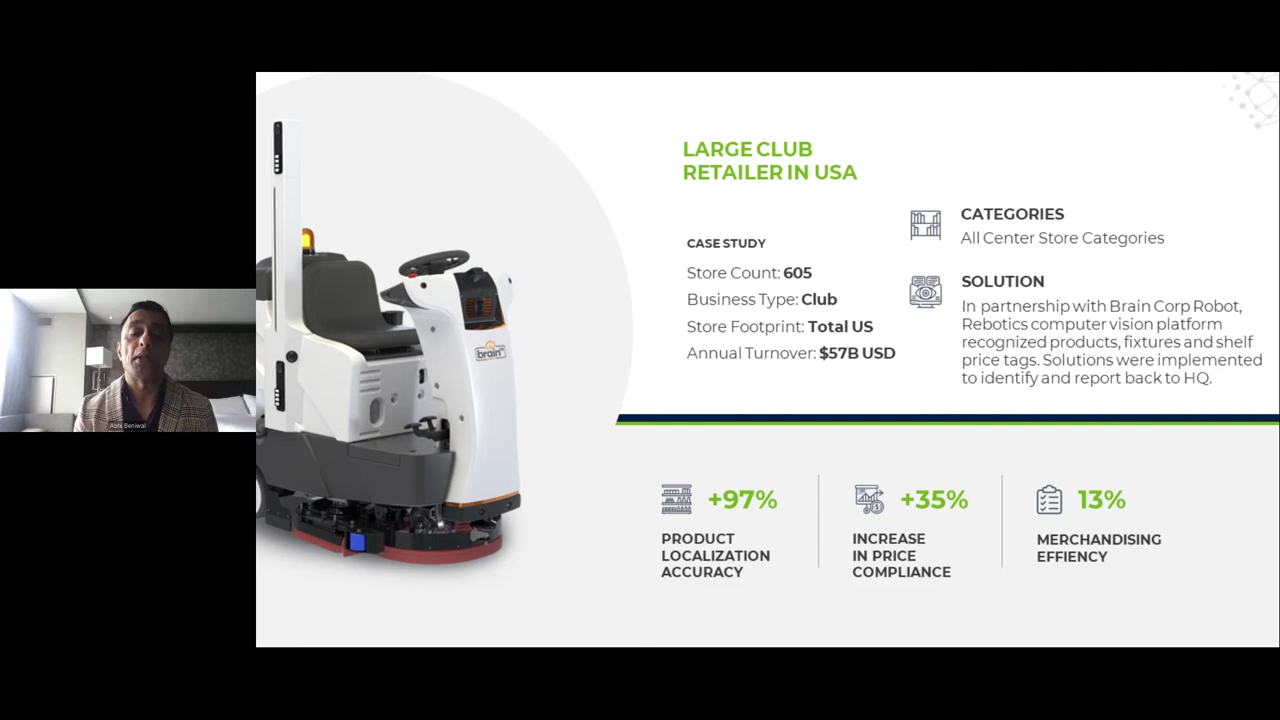 LARGE CLUB
RETAILER IN USA
CASE STUDY
Store Count: 605
Business Type: Club
Store Footprint: Total US
Annual Turnover: $57B USD
CATEGORIES
All Center Store Categories
SOLUTION
In partnership with Brain Corp Robot,
Rebotics computer vision platform
recognized products, fixtures and shelf
price tags. Solutions were implemented
to identify and report back to HQ.
brain
Abhi Beniwal
+97%
PRODUCT
LOCALIZATION
ACCURACY
+35%
INCREASE
IN PRICE
COMPLIANCE
13%
MERCHANDISING
EFFIENCY